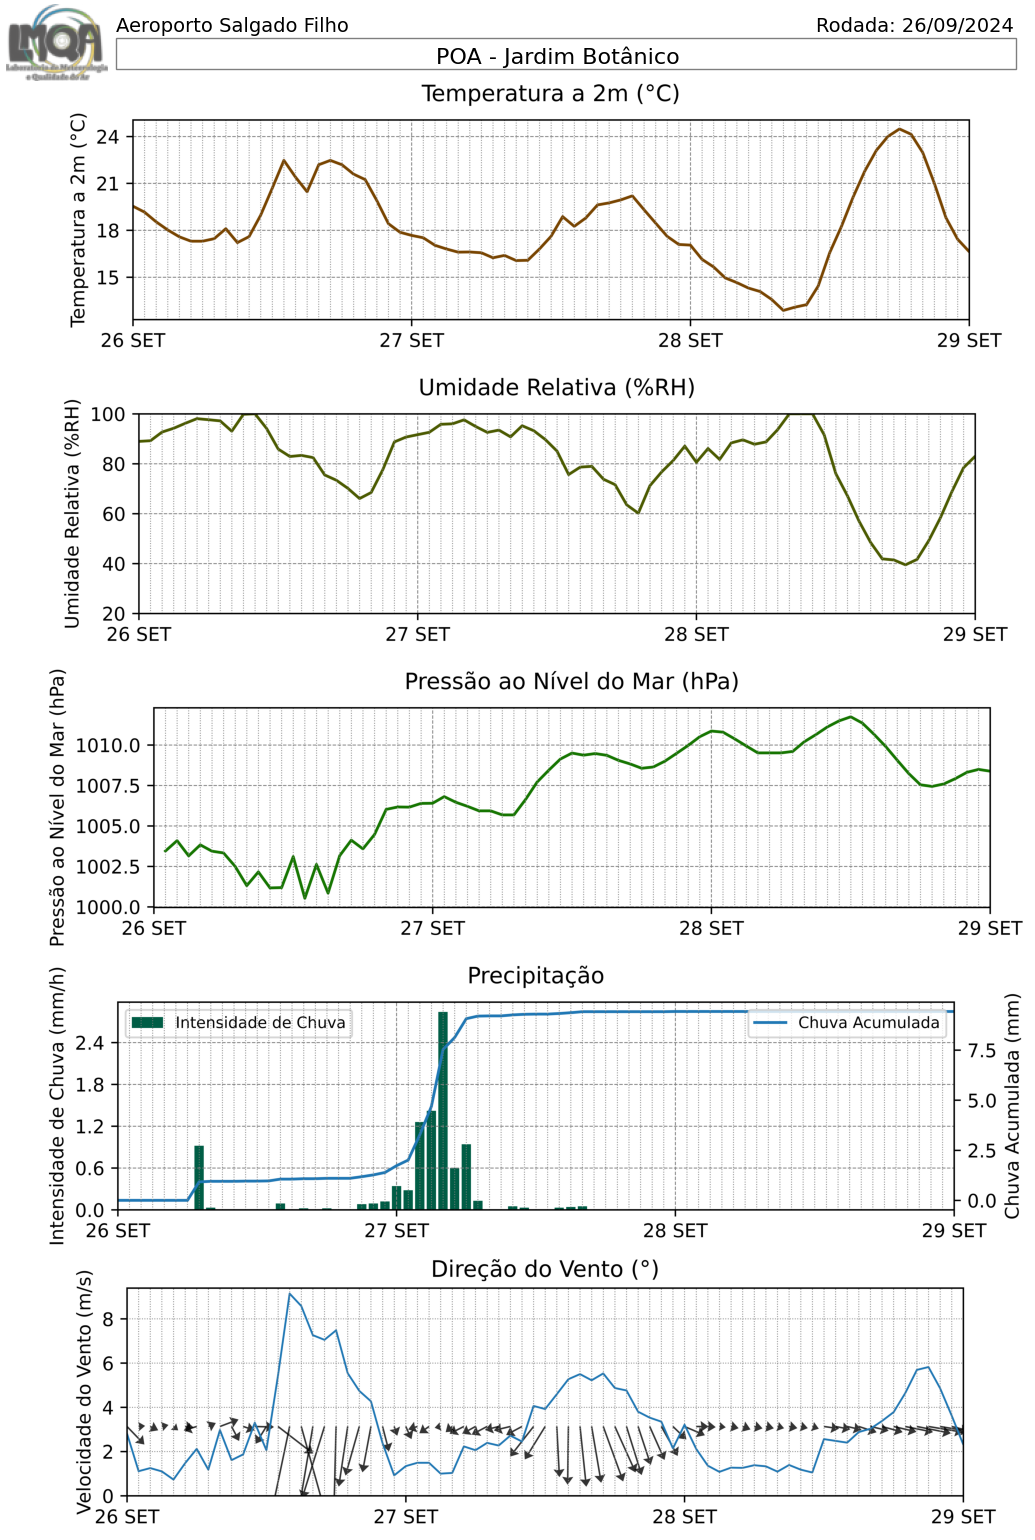 LMQA
Laboratório de Meteorologia
e Qualidade do Ar
Aeroporto Salgado Filho
Rodada: 26/09/2024
POA - Jardim Botânico
Temperatura a 2m (°C)
Temperatura a 2m (°C)
24
21
18
15
26 SET 27 SET 28 SET 29 SET
Umidade Relativa (%RH)
Umidade Relativa (%RH)
100
80
60
40
20
26 SET 27 SET 28 SET 29 SET
Pressão ao Nível do Mar (hPa)
Pressão ao Nível do Mar (hPa)
1010.0
1007.5
1005.0
1002.5
1000.0
26 SET 27 SET 28 SET 29 SET
Precipitação
Intensidade de Chuva (mm/h)
2.4
1.8
1.2
0.6
0.0
Intensidade de Chuva
Chuva Acumulada
7.5
5.0
2.5
0.0
Chuva Acumulada (mm)
26 SET 27 SET 28 SET 29 SET
Direção do Vento (°)
Velocidade do Vento (m/s)
8
6
4
2
0
26 SET 27 SET 28 SET 29 SET